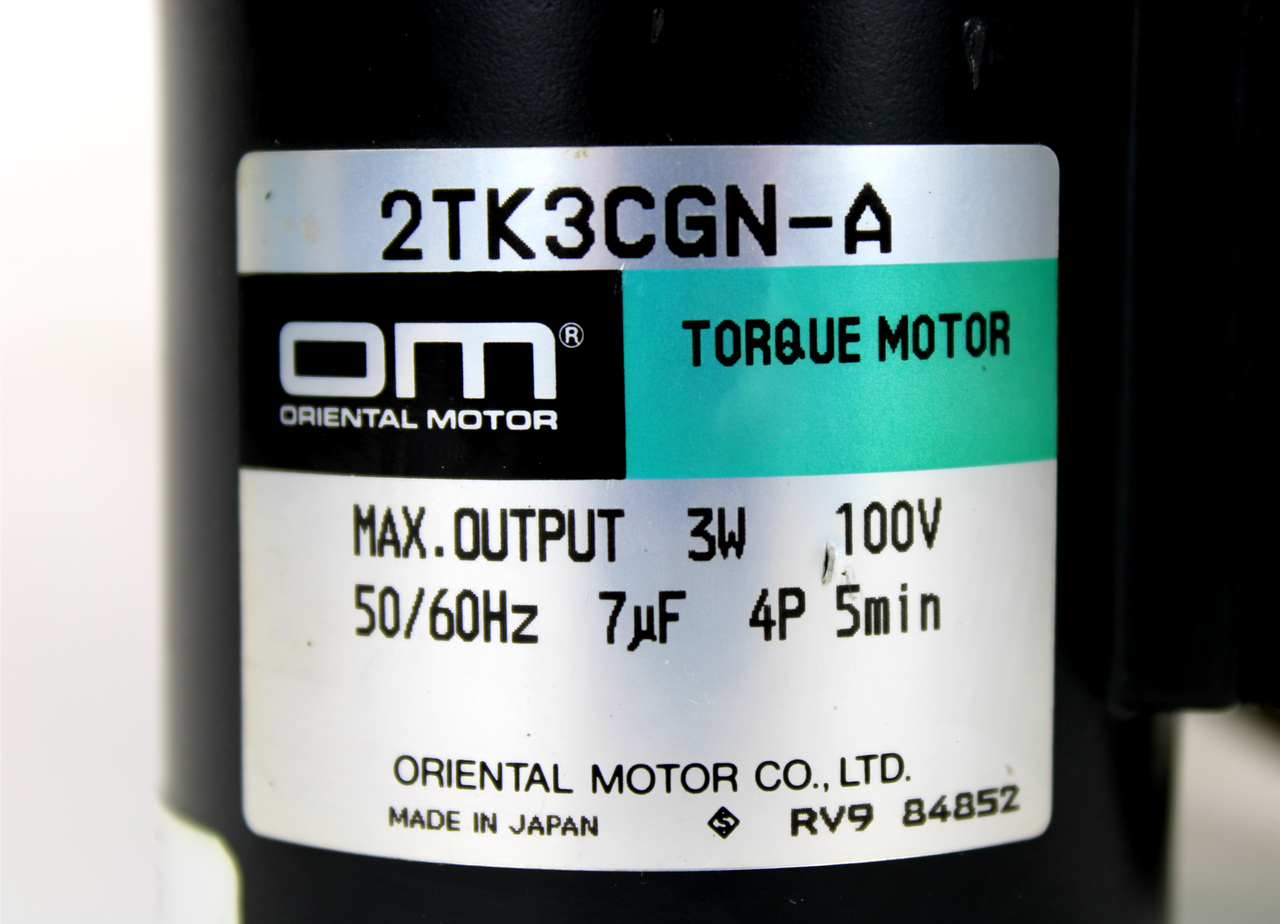 2TK3CGN-A
om®
ORIENTAL MOTOR
TORQUE MOTOR
MAX.OUTPUT 3W 100V
50/60Hz 7µF 4P 5min
ORIENTAL MOTOR CO., LTD.
MADE IN JAPAN S RV9 84852